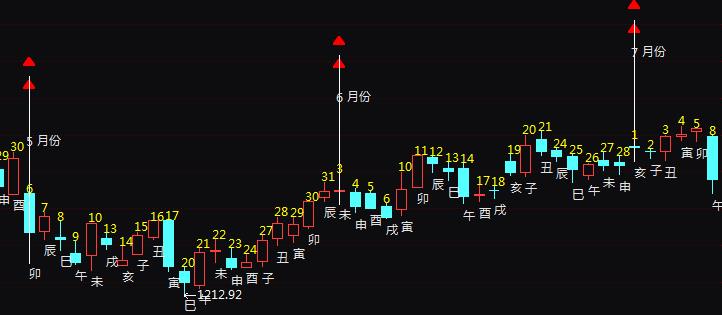 5 月份
6 月份
7 月份
29 30 6 7 8 9 10 13 14 15 16 17 20 21 22 23 24 27 28 29 30 31 3 4 5 6 10 11 12 13 14 17 18 19 20 21 24 25 26 27 28 1 2 3 4 5 8
申 酉 卯 辰 巳 午 未 戌 亥 子 丑 寅 巳 午 未 申 酉 子 丑 寅 卯 辰 未 申 酉 戌 寅 卯 辰 巳 午 酉 戌 亥 子 丑 辰 巳 午 未 申 亥 子 丑 寅 卯 午
1212.92